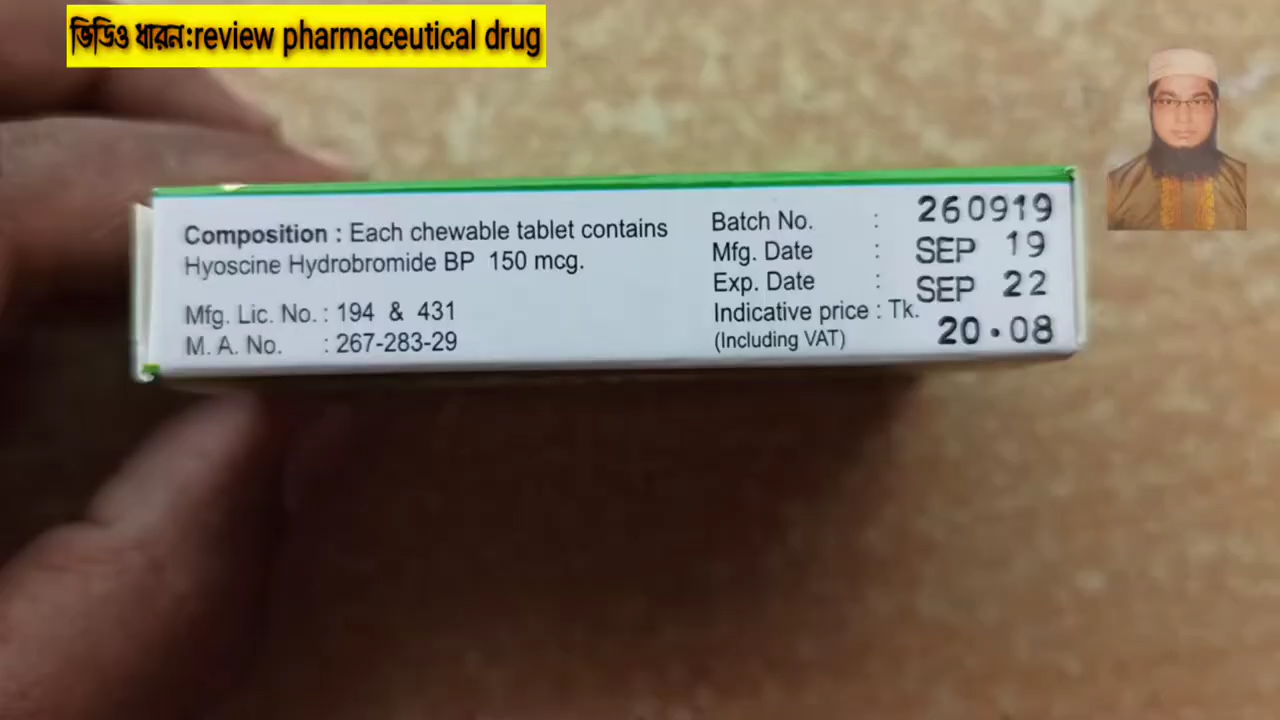 ভিডিও ধারন:review pharmaceutical drug
Composition : Each chewable tablet contains
Hyoscine Hydrobromide BP 150 mcg.
Mfg. Lic. No. : 194 & 431
M. A. No. : 267-283-29
Batch No. : 260919
Mfg. Date : SEP 19
Exp. Date : SEP 22
Indicative price : Tk. 20.08
(Including VAT)